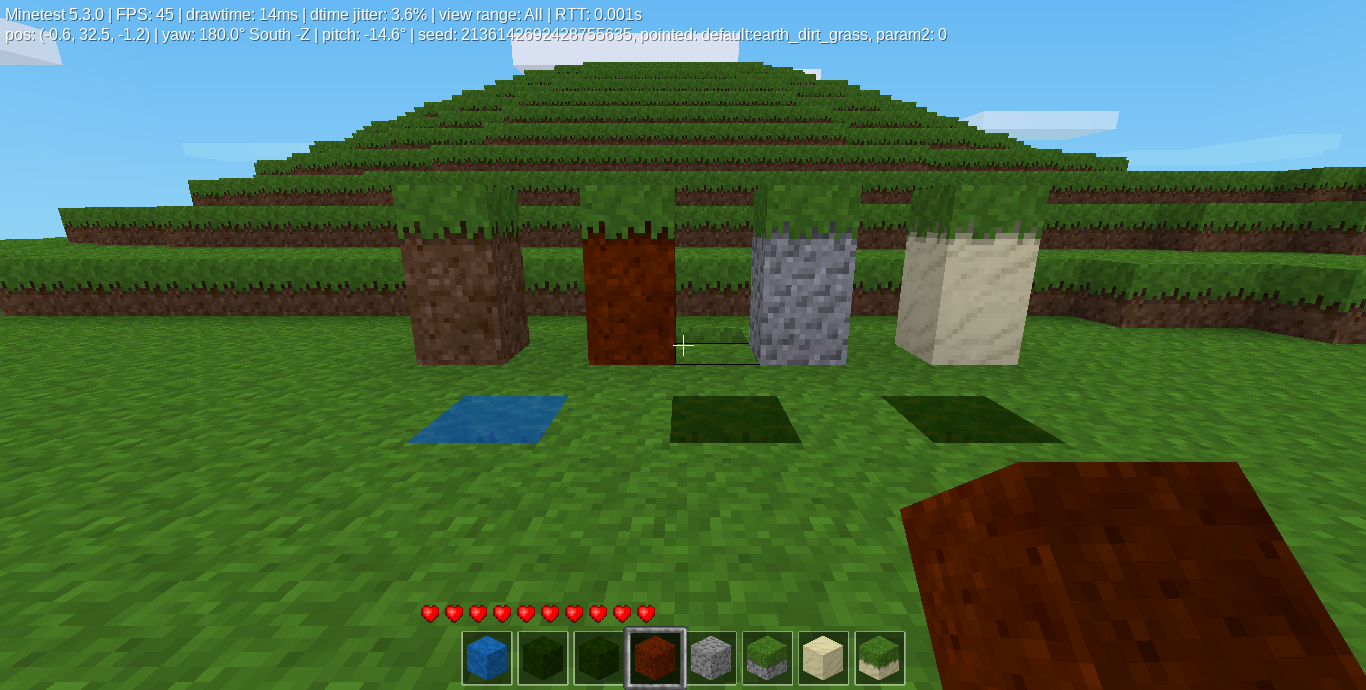 Minetest 5.3.0 | FPS: 45 | drawtime: 14ms | dtime jitter: 3.6% | view range: All | RTT: 0.001s
pos: (-0.6, 32.5, -1.2) | yaw: 180.0° South -Z | pitch: -14.6° | seed: 2136142692428755635, pointed: default:earth_dirt_grass, param2: 0